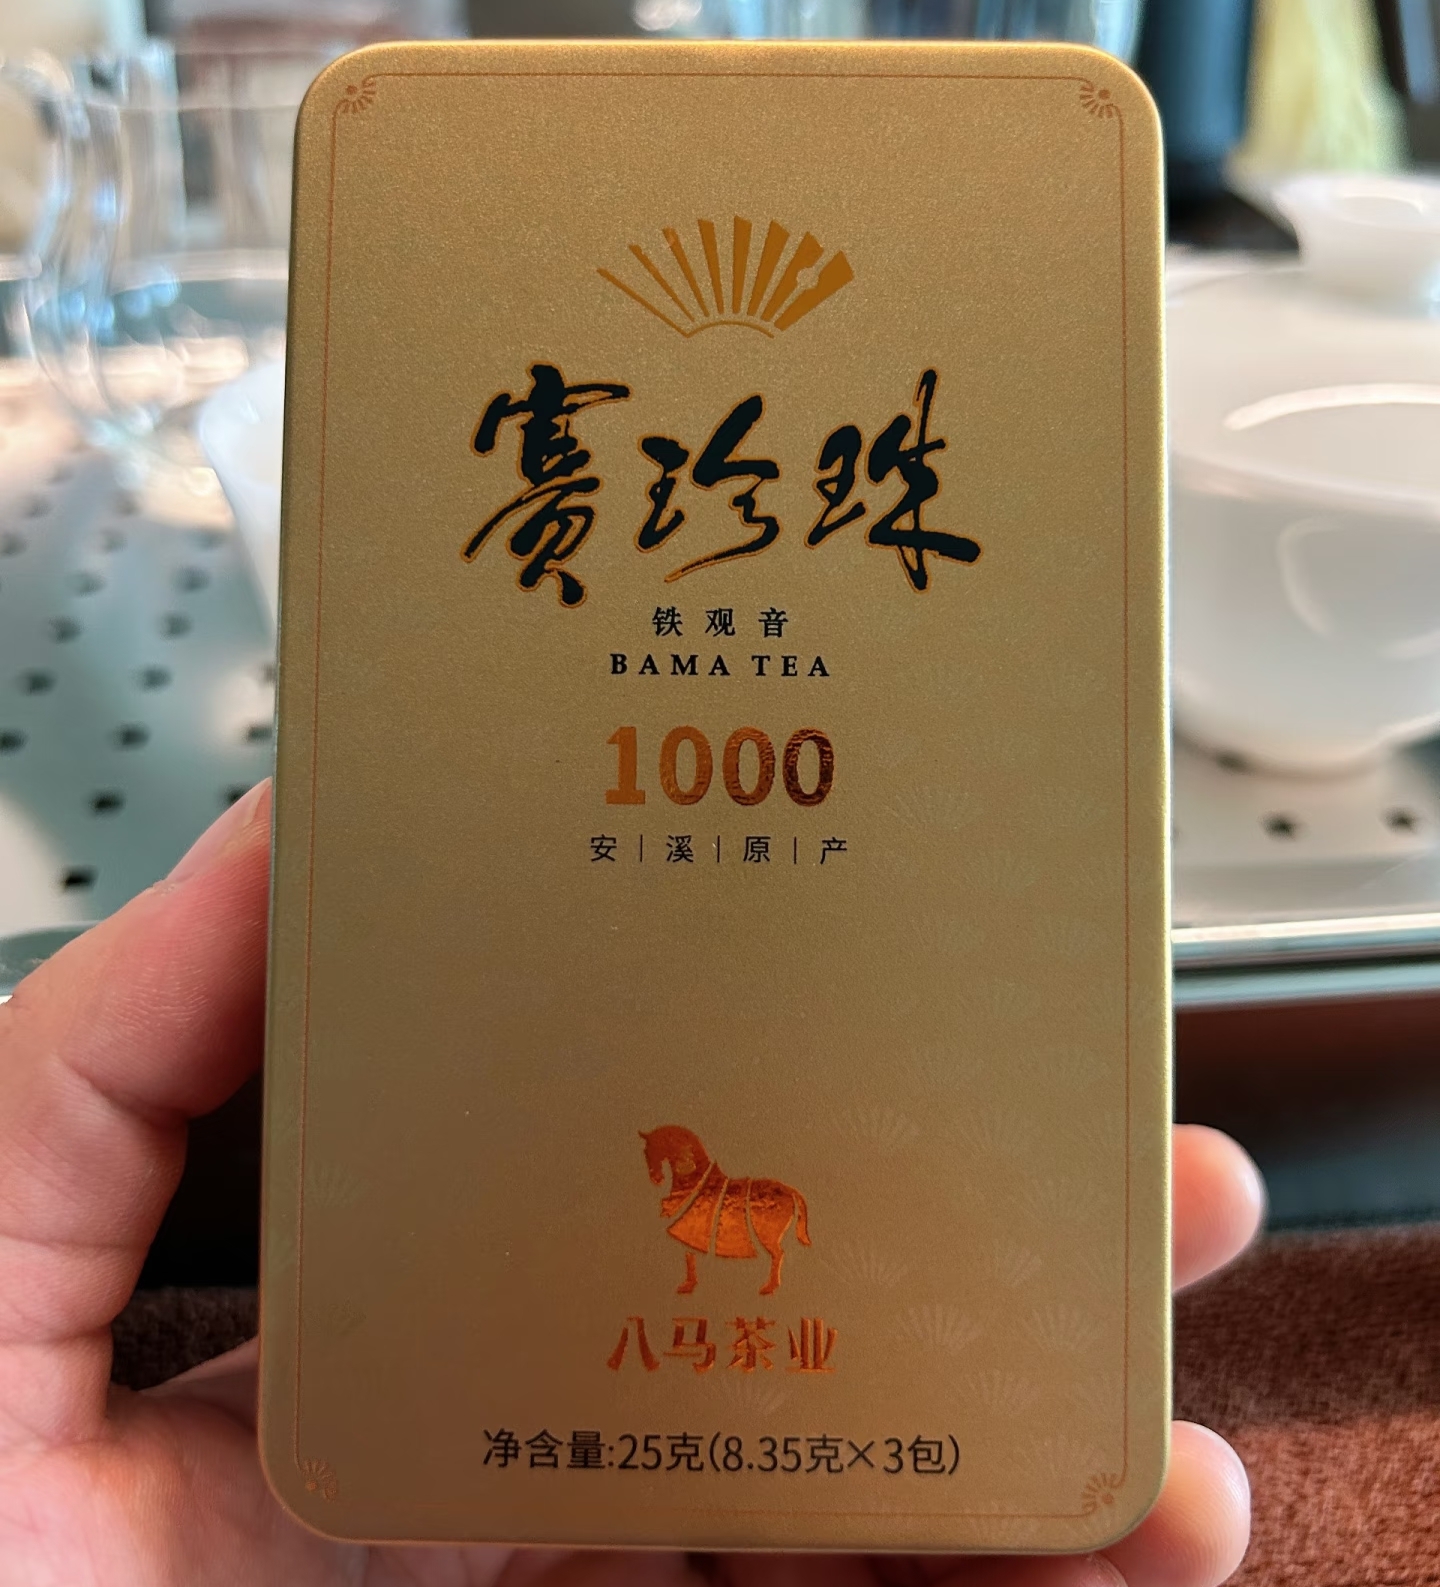 赛珍珠
铁观音
BAMA TEA
1000
安|溪|原|产
八马茶业
净含量:25克(8.35克×3包)